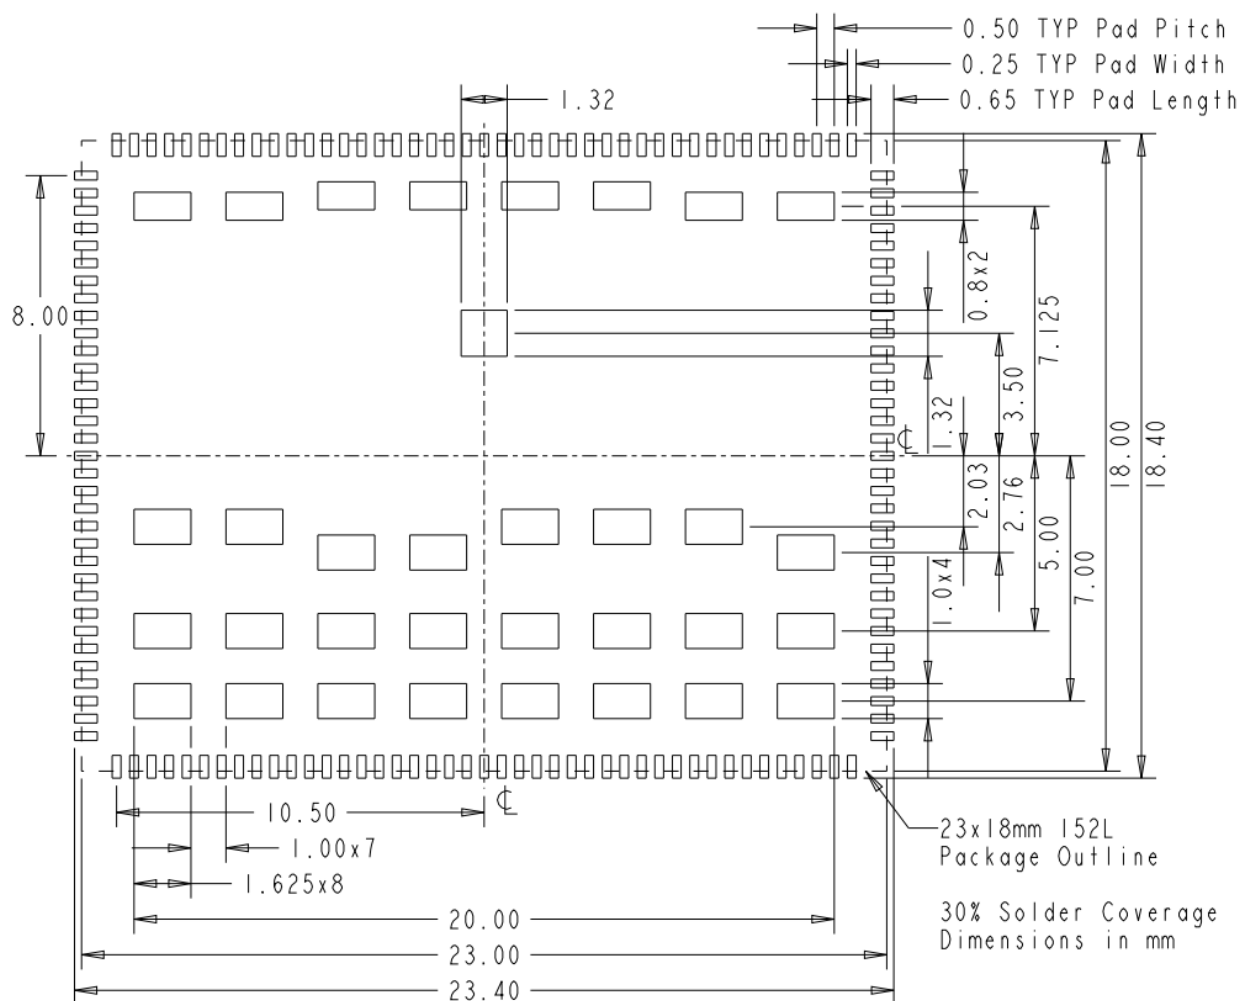 0.50 TYP Pad Pitch
0.25 TYP Pad Width
0.65 TYP Pad Length
1.32
8.00
0.8x2
7.125
3.50
1.32
18.00
18.40
2.03
2.76
5.00
7.00
1.0x4
10.50
1.00x7
1.625x8
20.00
23.00
23.40
23x18mm 152L
Package Outline
30% Solder Coverage
Dimensions in mm